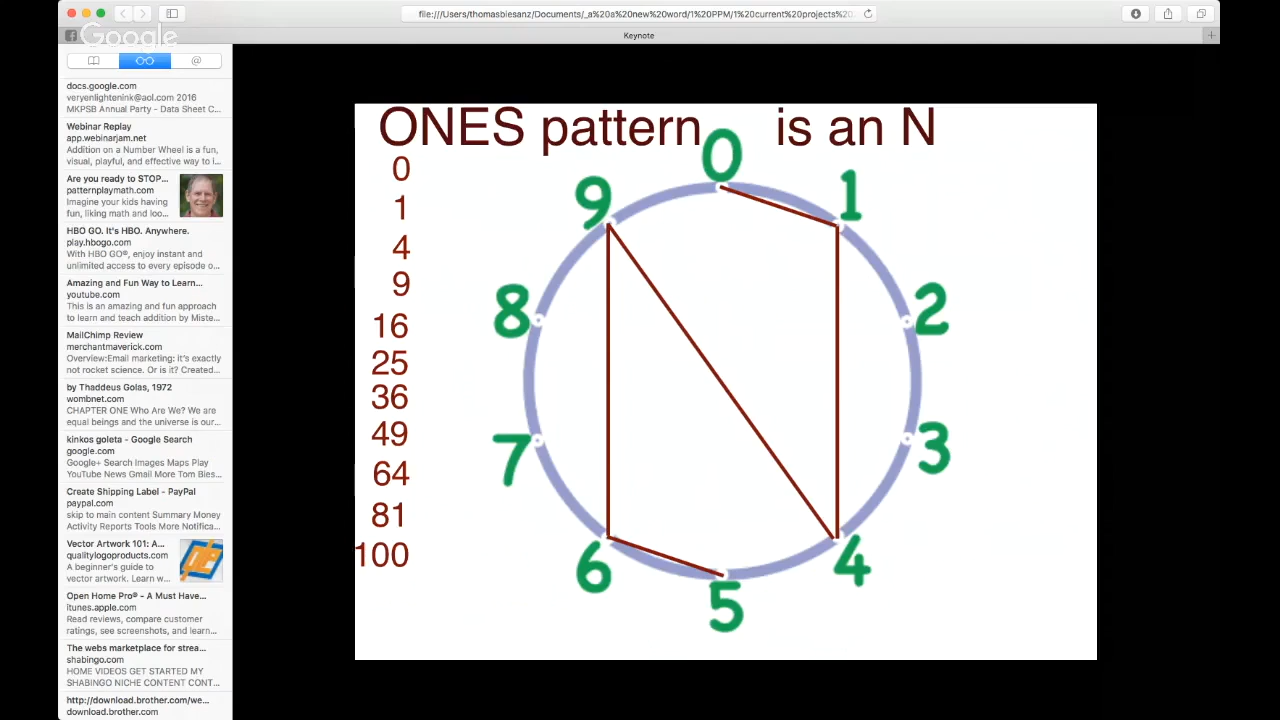 file:///Users/thomasbiesanz/Documents/_a%20a%20new%20word/1%20PPM/1%20current%20projects%20.
Google
Keynote
@
docs.google.com
veryenlightenink@aol.com 2016
MKPSB Annual Party - Data Sheet C...
Webinar Replay
app.webinarjam.net
Addition on a Number Wheel is a fun,
visual, playful, and effective way to i...
Are you ready to STOP...
patternplaymath.com
Imagine your kids having
fun, liking math and loo...
HBO GO. It's HBO. Anywhere.
play.hbogo.com
With HBO GO®, enjoy instant and
unlimited access to every episode o...
Amazing and Fun Way to Learn...
youtube.com
This is an amazing and fun approach
to learn and teach addition by Miste...
MailChimp Review
merchantmaverick.com
Overview:Email marketing: it's exactly
not rocket science. Or is it? Created...
by Thaddeus Golas, 1972
wombnet.com
CHAPTER ONE Who Are We? We are
equal beings and the universe is our...
kinkos goleta - Google Search
google.com
Google+ Search Images Maps Play
YouTube News Gmail More Tom Bies...
Create Shipping Label - PayPal
paypal.com
skip to main content Summary Money
Activity Reports Tools More Notifica...
Vector Artwork 101: A...
qualitylogoproducts.com
A beginner's guide to
vector artwork. Learn w...
Open Home Pro® - A Must Have...
itunes.apple.com
Read reviews, compare customer
ratings, see screenshots, and learn...
The webs marketplace for strea...
shabingo.com
HOME VIDEOS GET STARTED MY
SHABINGO NICHE CONTENT CONT...
http://download.brother.com/we...
download.brother.com
ONES pattern is an N
0
1
4
9
16
25
36
49
64
81
100
0
1
2
3
4
5
6
7
8
9